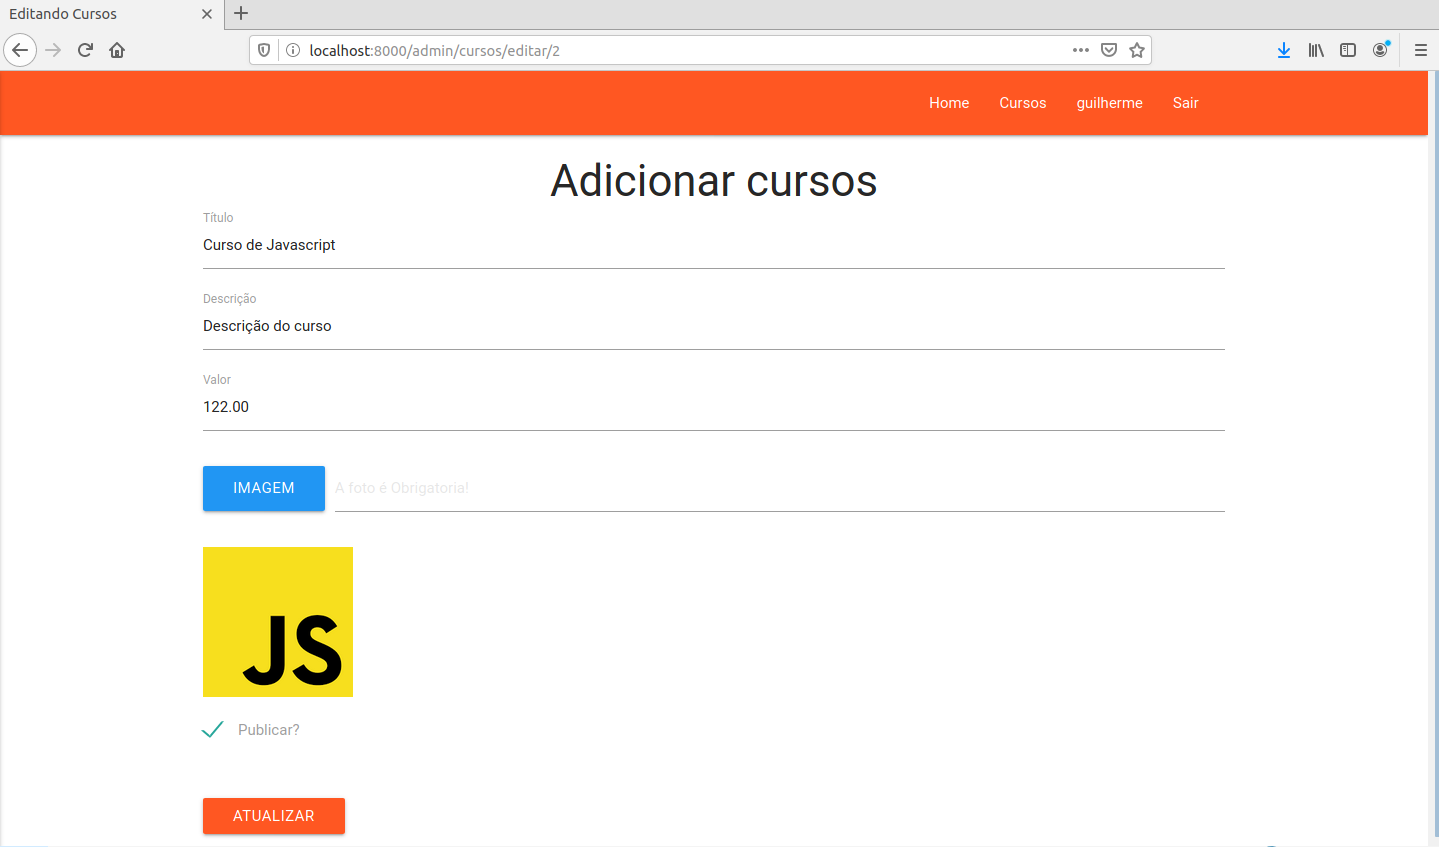 Editando Cursos
localhost:8000/admin/cursos/editar/2
Home Cursos guilherme Sair
Adicionar cursos
Título
Curso de Javascript
Descrição
Descrição do curso
Valor
122.00
IMAGEM A foto é Obrigatoria!
JS
Publicar?
ATUALIZAR